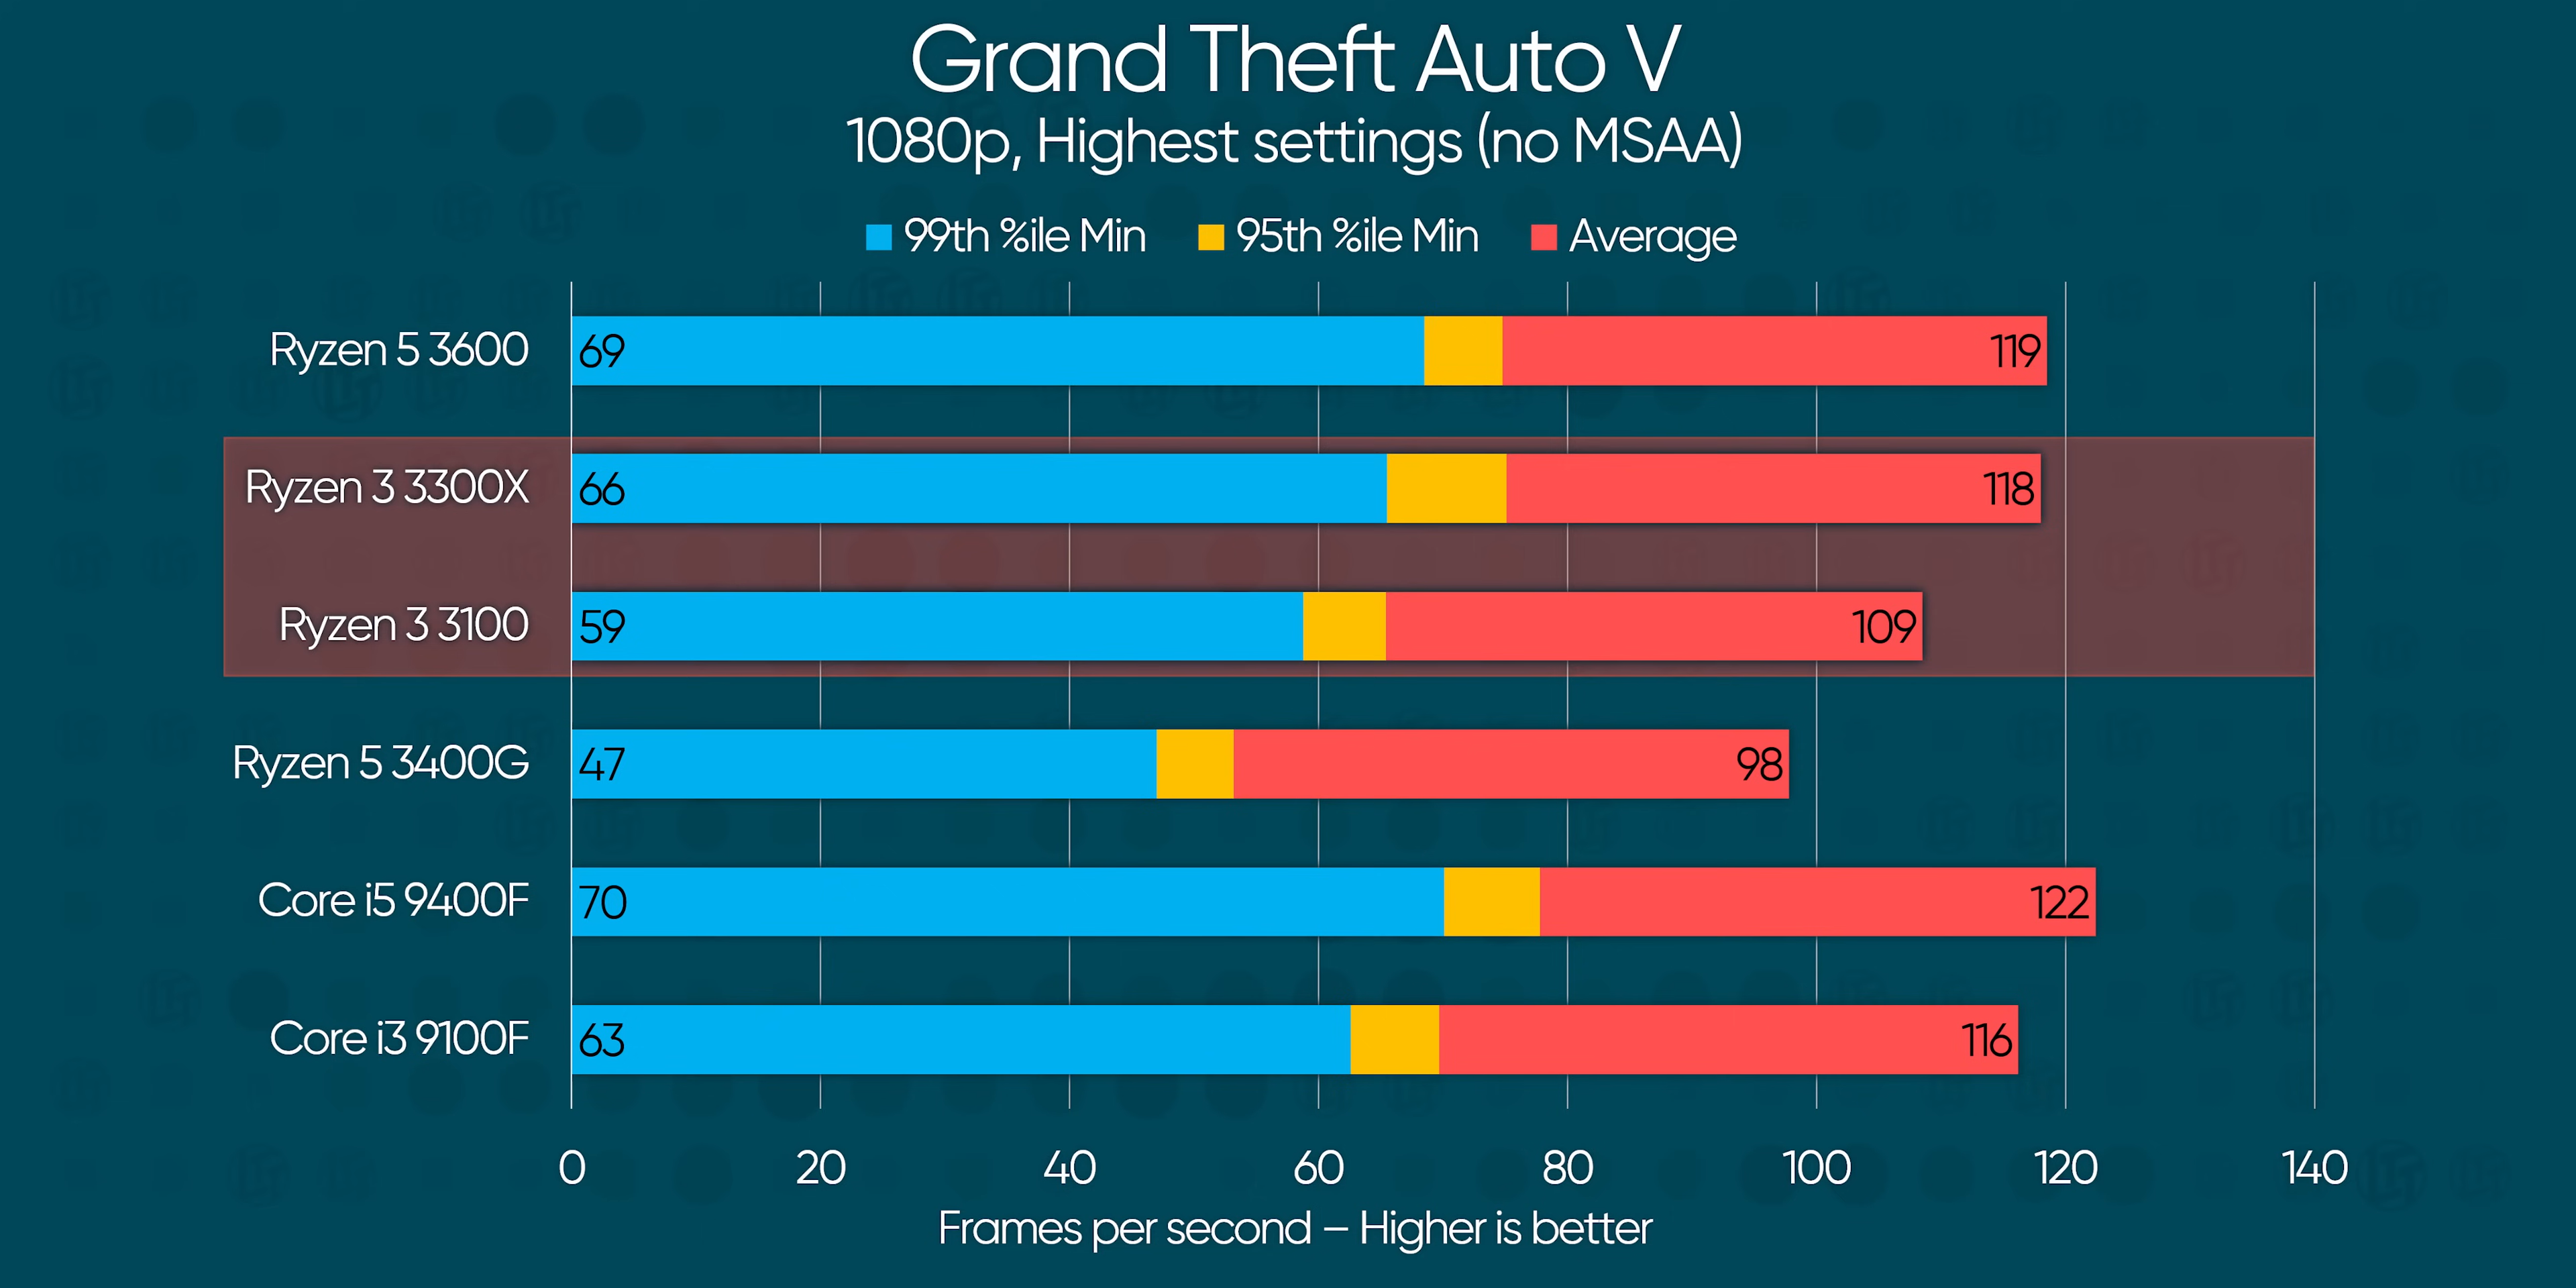 Grand Theft Auto V
1080p, Highest settings (no MSAA)
99th %ile Min 95th %ile Min Average
Ryzen 5 3600 69 119
Ryzen 3 3300X 66 118
Ryzen 3 3100 59 109
Ryzen 5 3400G 47 98
Core i5 9400F 70 122
Core i3 9100F 63 116
0 20 40 60 80 100 120 140
Frames per second – Higher is better